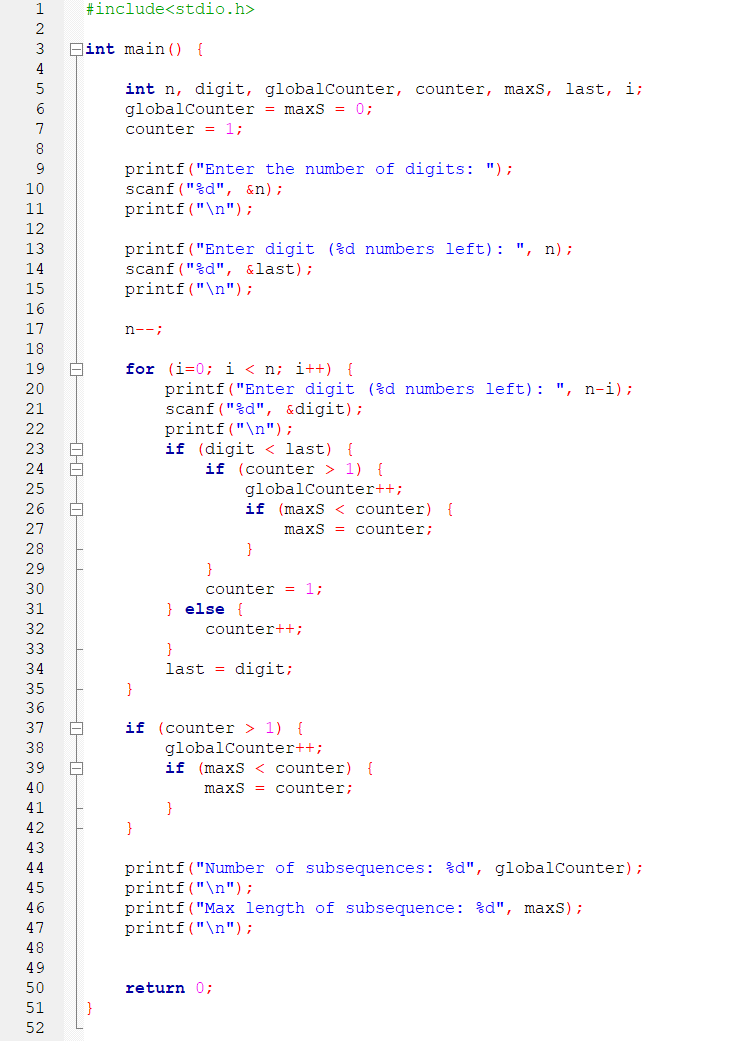 1 #include<stdio.h>
2
3 int main() {
4
5     int n, digit, globalCounter, counter, maxS, last, i;
6     globalCounter = maxS = 0;
7     counter = 1;
8
9     printf("Enter the number of digits: ");
10     scanf("%d", &n);
11     printf("\n");
12
13     printf("Enter digit (%d numbers left): ", n);
14     scanf("%d", &last);
15     printf("\n");
16
17     n--;
18
19     for (i=0; i < n; i++) {
20         printf("Enter digit (%d numbers left): ", n-i);
21         scanf("%d", &digit);
22         printf("\n");
23         if (digit < last) {
24             if (counter > 1) {
25                 globalCounter++;
26                 if (maxS < counter) {
27                     maxS = counter;
28                 }
29             }
30             counter = 1;
31         } else {
32             counter++;
33         }
34         last = digit;
35     }
36
37     if (counter > 1) {
38         globalCounter++;
39         if (maxS < counter) {
40             maxS = counter;
41         }
42     }
43
44     printf("Number of subsequences: %d", globalCounter);
45     printf("\n");
46     printf("Max length of subsequence: %d", maxS);
47     printf("\n");
48
49
50     return 0;
51 }
52